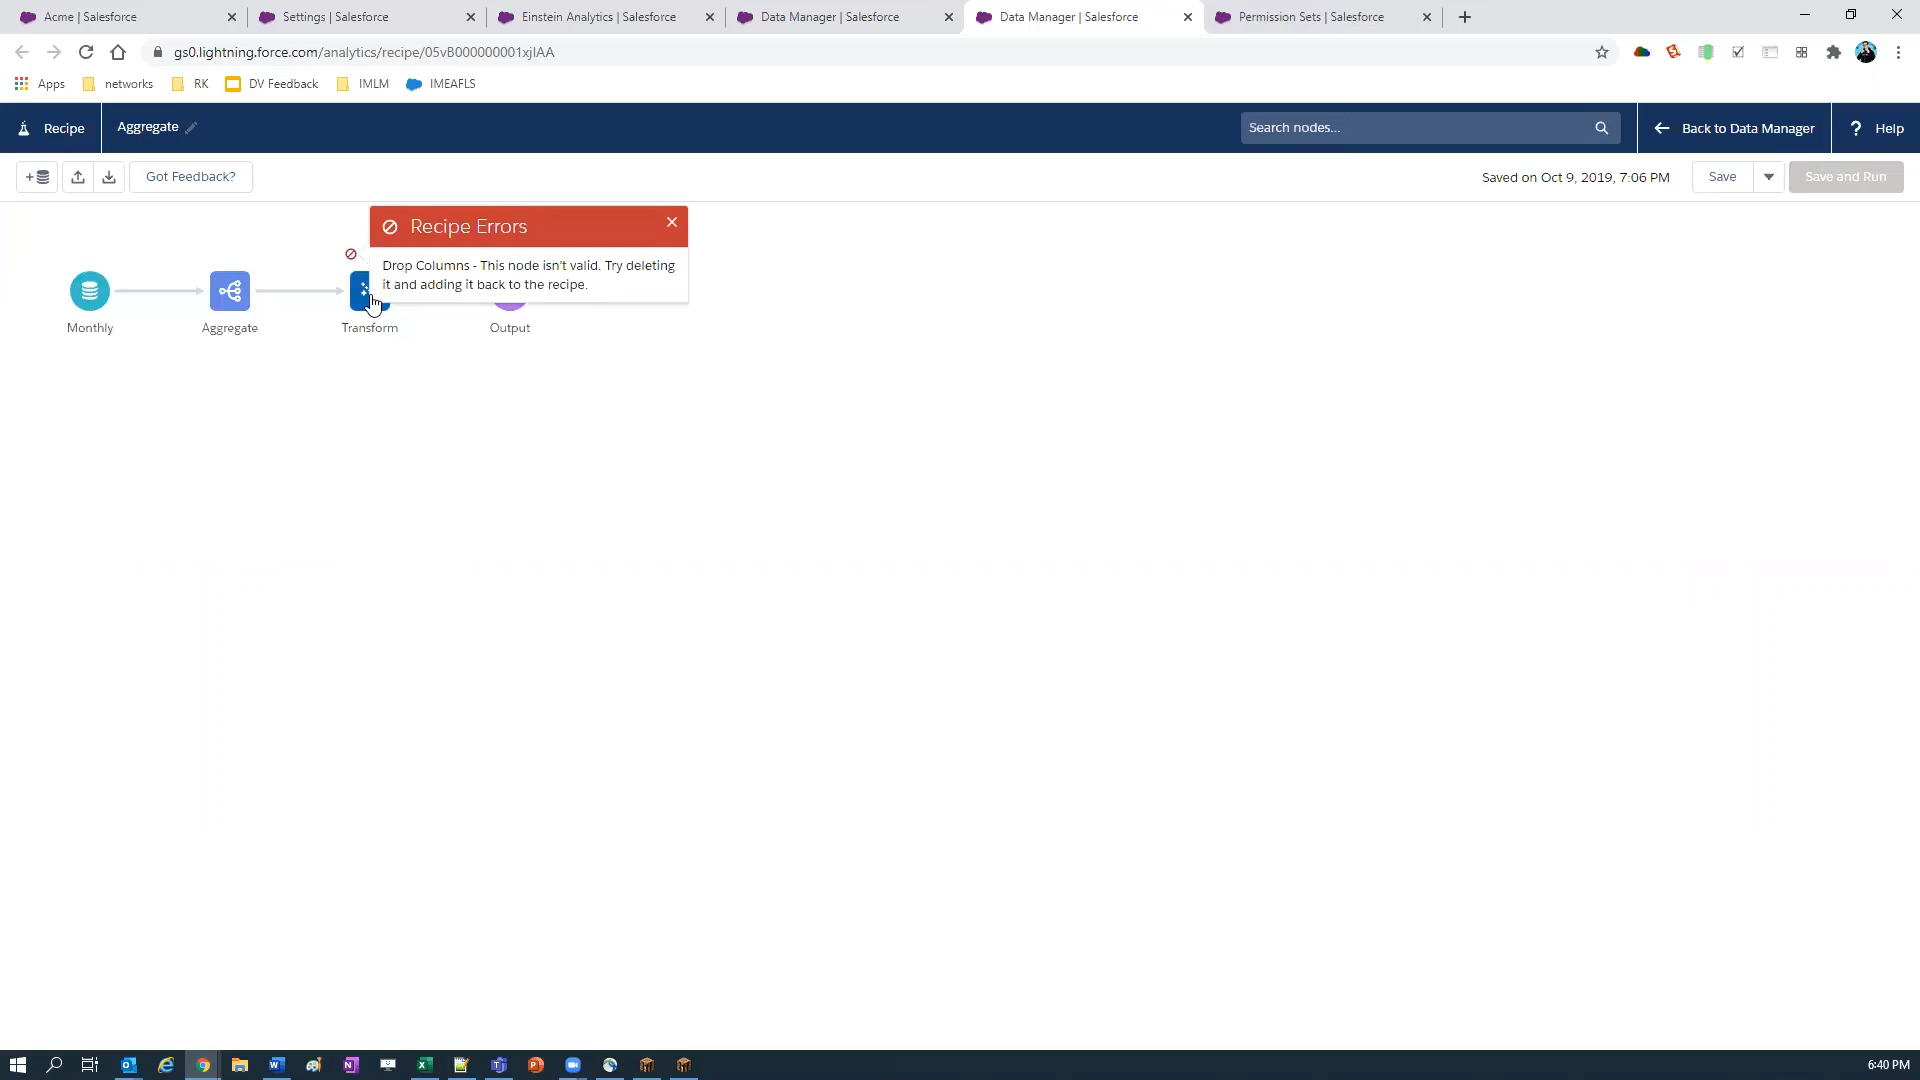 Acme | Salesforce
Settings | Salesforce
Einstein Analytics | Salesforce
Data Manager | Salesforce
Data Manager | Salesforce
Permission Sets | Salesforce
gs0.lightning.force.com/analytics/recipe/05vB000000001xjIAA
Apps
networks
RK
DV Feedback
IMLM
IMEAFLS
Recipe
Aggregate
Search nodes...
Back to Data Manager
? Help
Got Feedback?
Saved on Oct 9, 2019, 7:06 PM
Save
Save and Run
Recipe Errors
Drop Columns - This node isn't valid. Try deleting
it and adding it back to the recipe.
Monthly
Aggregate
Transform
Output
6:40 PM